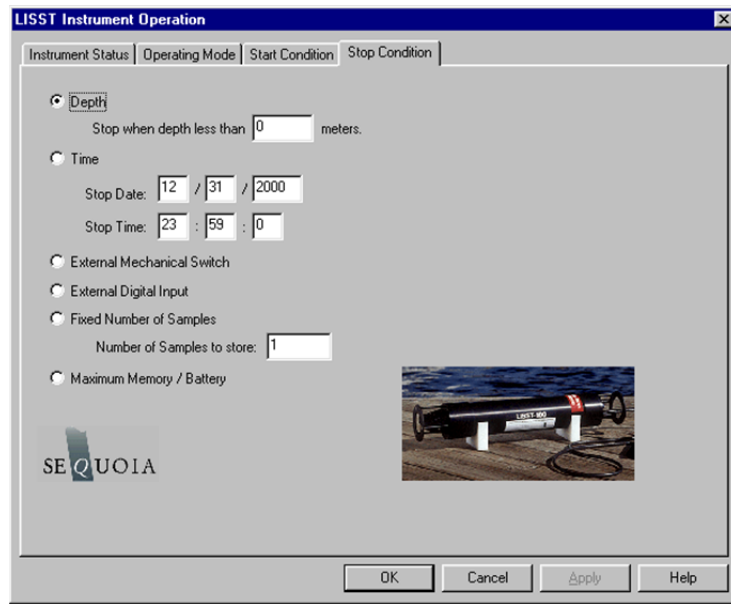 LISST Instrument Operation
Instrument Status Operating Mode Start Condition Stop Condition
Depth
Stop when depth less than 0 meters.
Time
Stop Date: 12 / 31 / 2000
Stop Time: 23 : 59 : 0
External Mechanical Switch
External Digital Input
Fixed Number of Samples
Number of Samples to store: 1
Maximum Memory / Battery
LISST-100
SEQUOIA
OK Cancel Apply Help